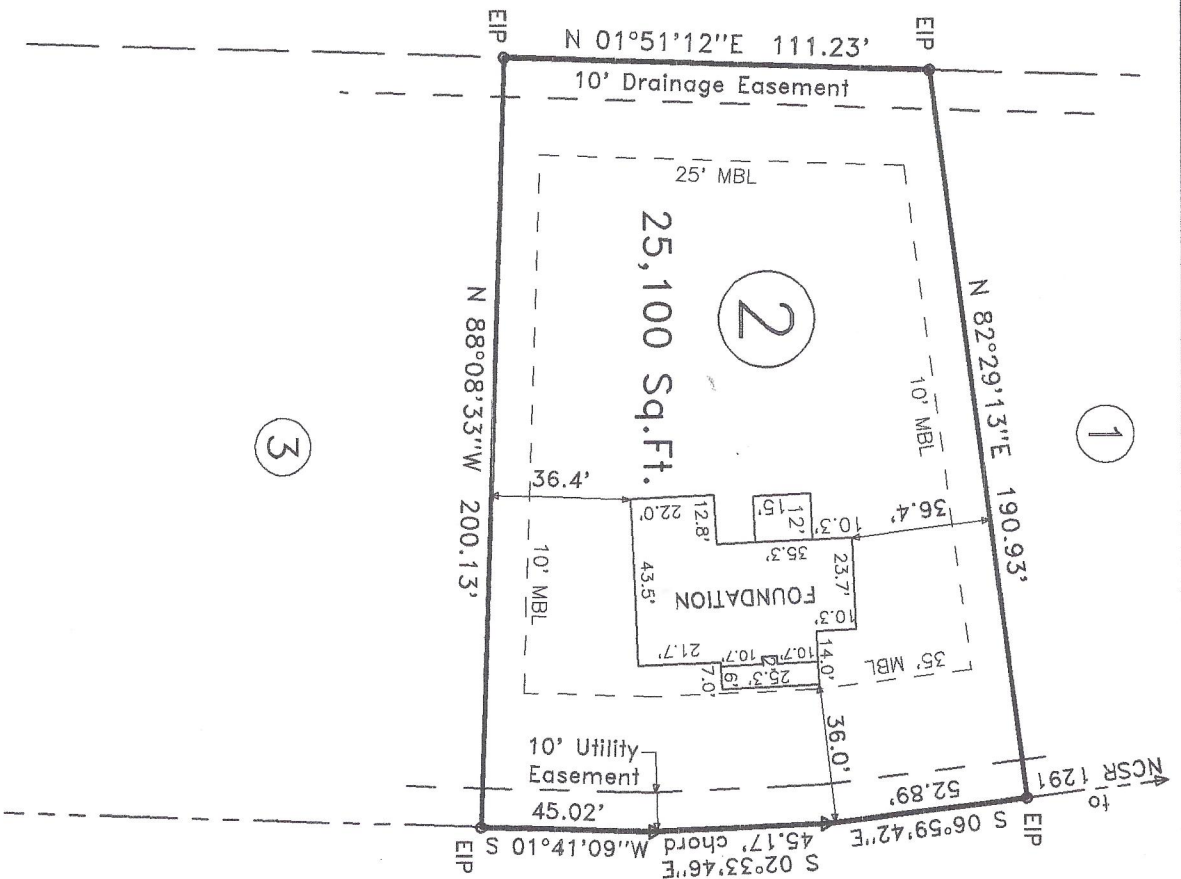 EIP
N 01°51'12"E 111.23'
EIP
10' Drainage Easement
25' MBL
25,100 Sq.Ft.
2
N 82°29'13"E 190.93'
10' MBL
1
N 88°08'33"W 200.13'
3
36.4'
22.0'
12.8'
15'
12'
10.3'
36.4'
35.3'
23.7'
43.5'
FOUNDATION
10.3'
10' MBL
21.7'
10.7'
2'
10.7'
14.0'
7.0'
6'
25.3'
35' MBL
36.0'
10' Utility
Easement
45.02'
S 01°41'09"W
45.17' chord
S 02°33'46"E
52.89'
S 06°59'42"E
EIP
EIP
to
NCSR 1291